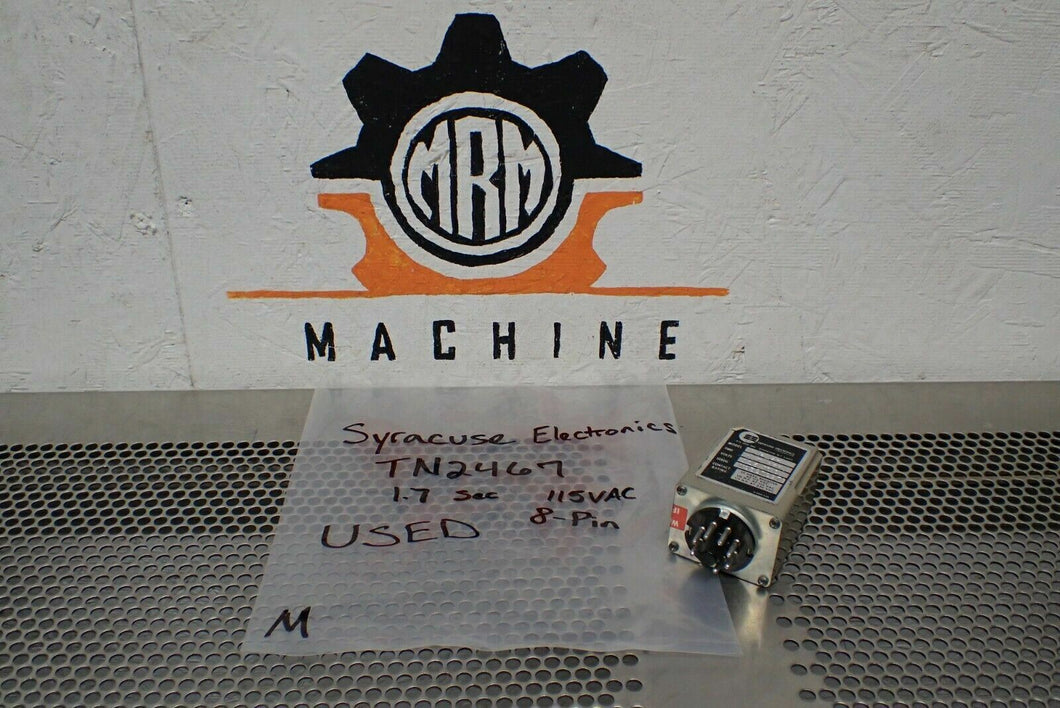 MRM
MACHINE
Syracuse Electronics
TN2467
1.7 Sec 115VAC
8-Pin
USED
M